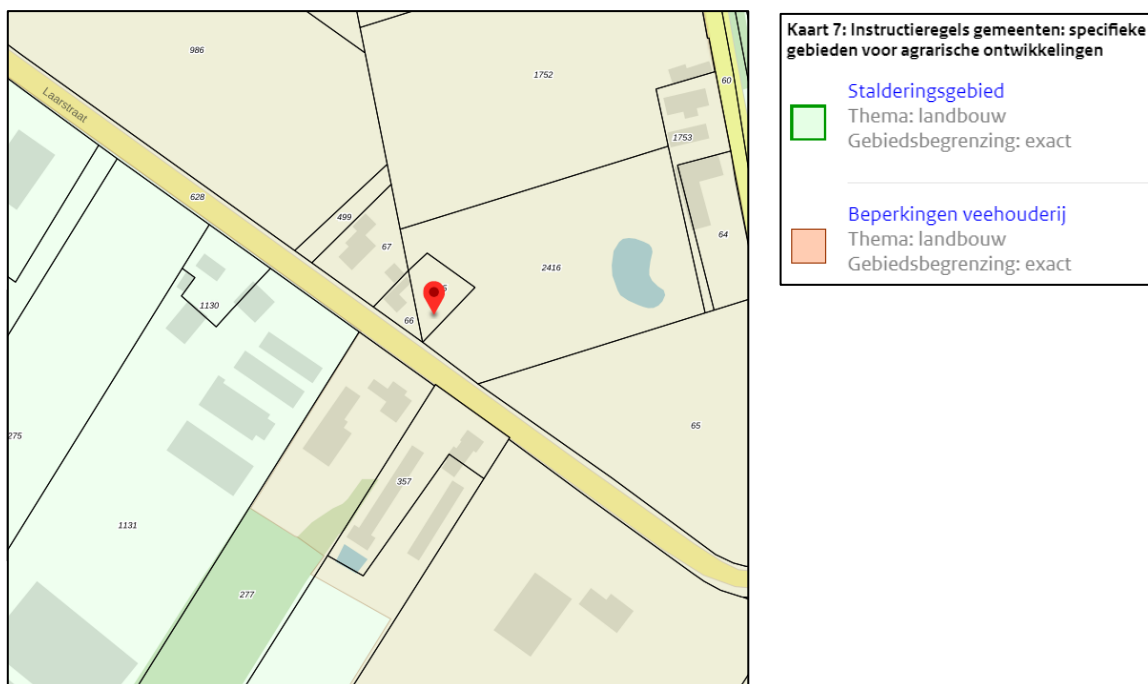 986
1752
60
Laarstraat
1753
628
499
67
64
2416
1130
66
65
275
357
1131
277
Kaart 7: Instructieregels gemeenten: specifieke
gebieden voor agrarische ontwikkelingen
Stalderingsgebied
Thema: landbouw
Gebiedsbegrenzing: exact
Beperkingen veehouderij
Thema: landbouw
Gebiedsbegrenzing: exact